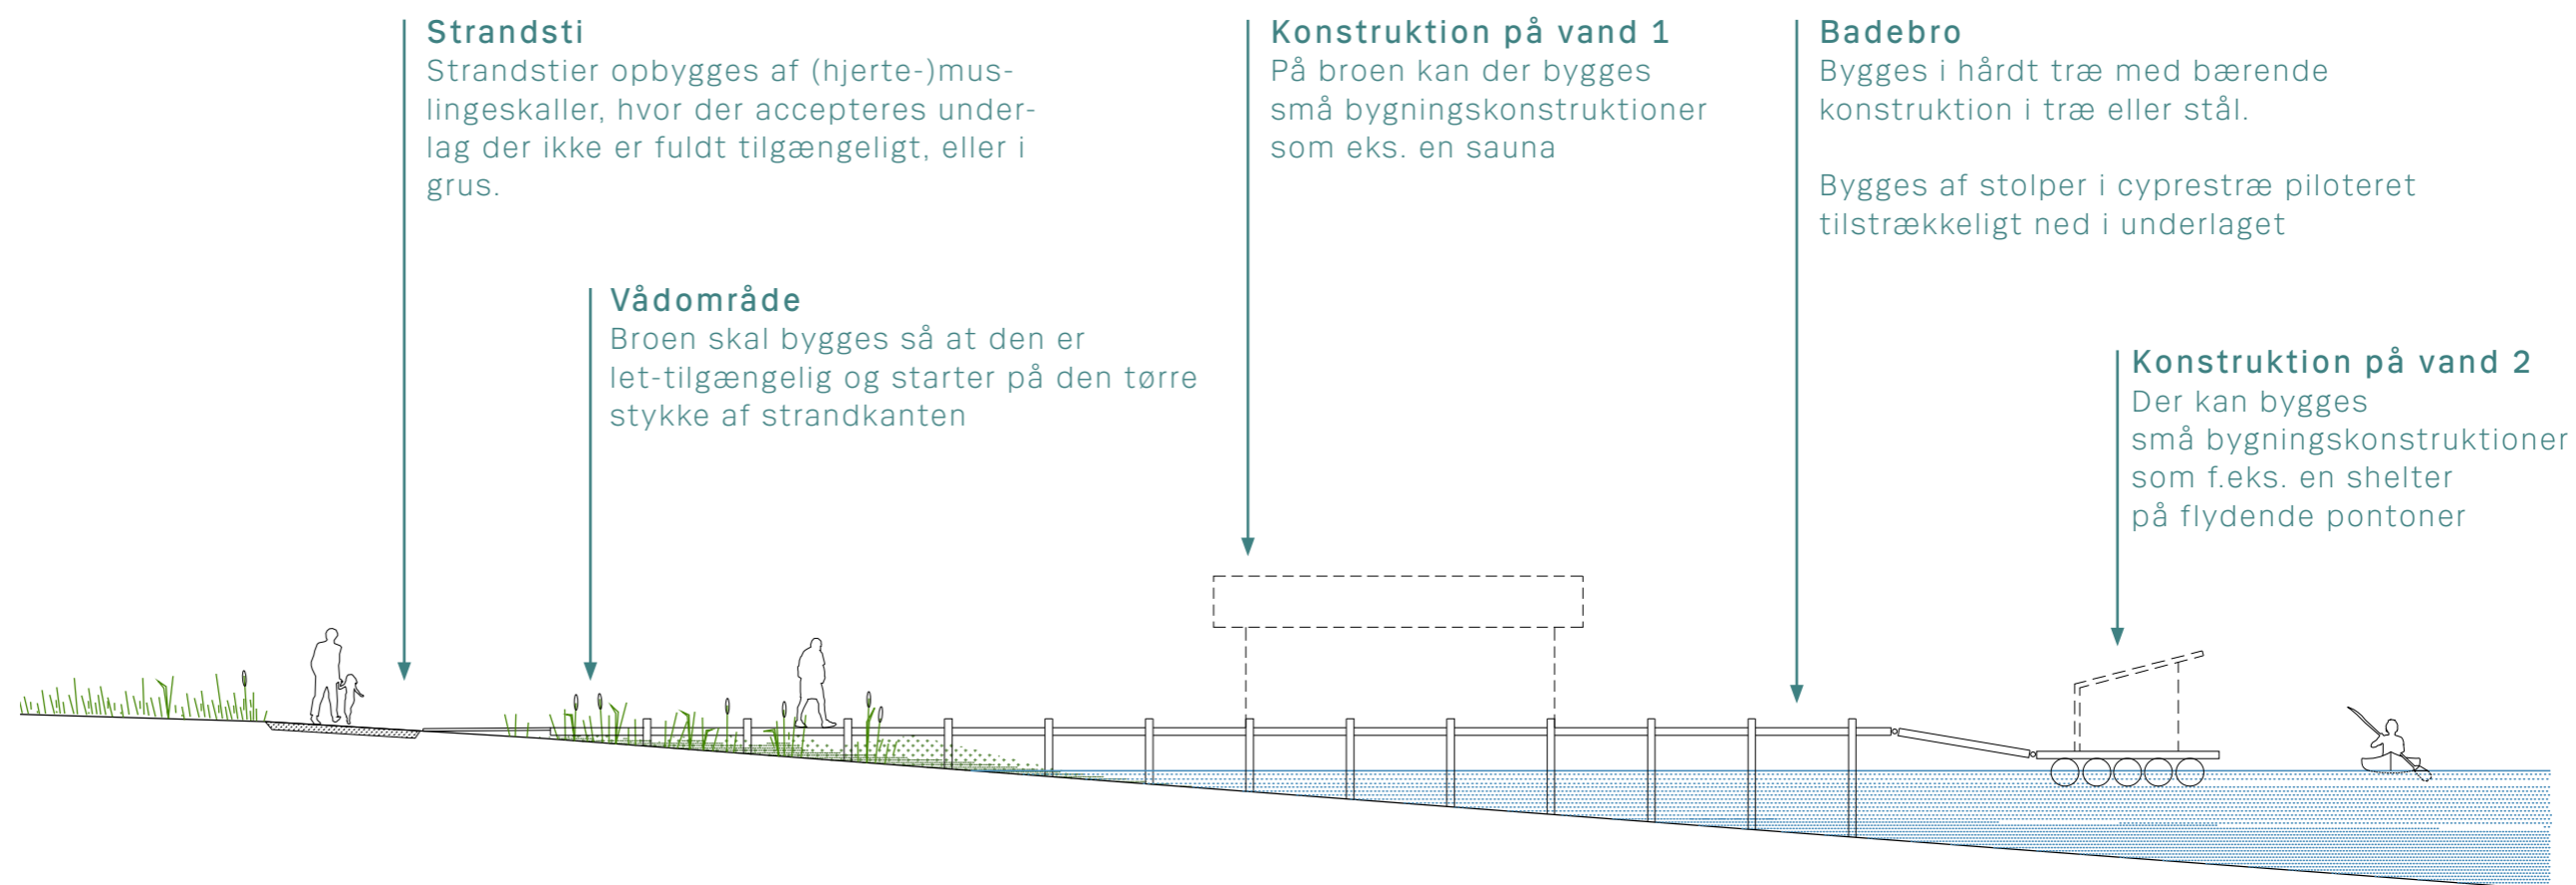 Strandsti
Strandstier opbygges af (hjerte-)mus-
lingeskaller, hvor der accepteres under-
lag der ikke er fuldt tilgængeligt, eller i
grus.
Vådområde
Broen skal bygges så at den er
let-tilgængelig og starter på den tørre
stykke af strandkanten
Konstruktion på vand 1
På broen kan der bygges
små bygningskonstruktioner
som eks. en sauna
Badebro
Bygges i hårdt træ med bærende
konstruktion i træ eller stål.
Bygges af stolper i cyprestræ piloteret
tilstrækkeligt ned i underlaget
Konstruktion på vand 2
Der kan bygges
små bygningskonstruktioner
som f.eks. en shelter
på flydende pontoner